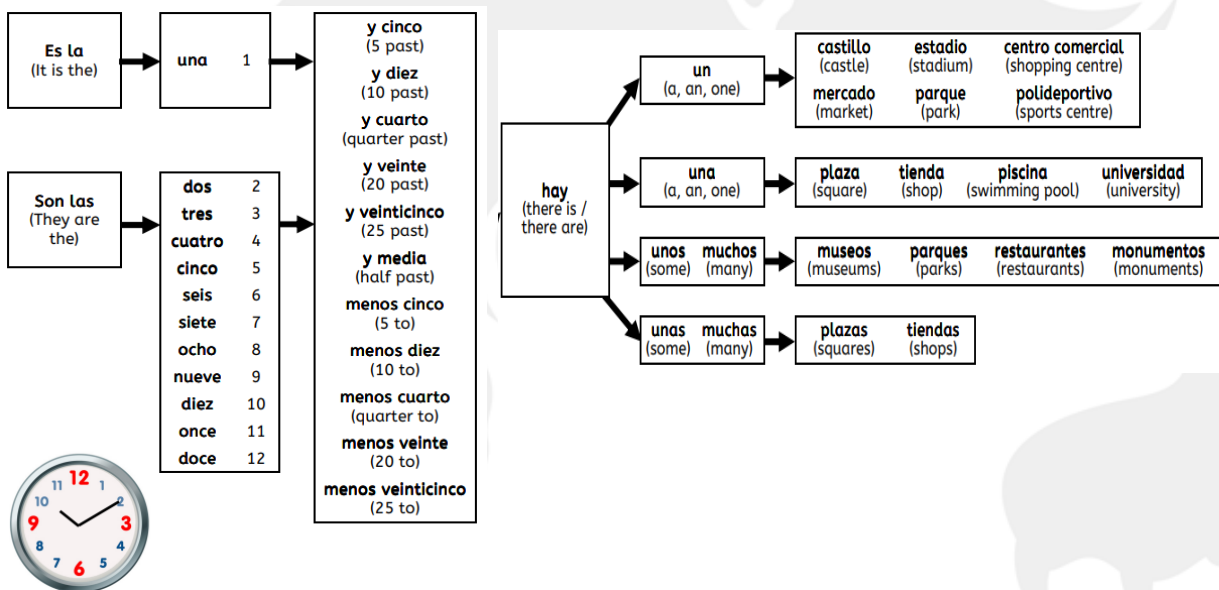 Es la
(It is the)
una 1
y cinco
(5 past)
y diez
(10 past)
y cuarto
(quarter past)
y veinte
(20 past)
y veinticinco
(25 past)
y media
(half past)
menos cinco
(5 to)
menos diez
(10 to)
menos cuarto
(quarter to)
menos veinte
(20 to)
menos veinticinco
(25 to)
Son las
(They are
the)
dos 2
tres 3
cuatro 4
cinco 5
seis 6
siete 7
ocho 8
nueve 9
diez 10
once 11
doce 12
12
11 1
10 2
9 3
8 4
7 5
6
hay
(there is /
there are)
un
(a, an, one)
castillo estadio centro comercial
(castle) (stadium) (shopping centre)
mercado parque polideportivo
(market) (park) (sports centre)
una
(a, an, one)
plaza tienda piscina universidad
(square) (shop) (swimming pool) (university)
unos muchos
(some) (many)
museos parques restaurantes monumentos
(museums) (parks) (restaurants) (monuments)
unas muchas
(some) (many)
plazas tiendas
(squares) (shops)